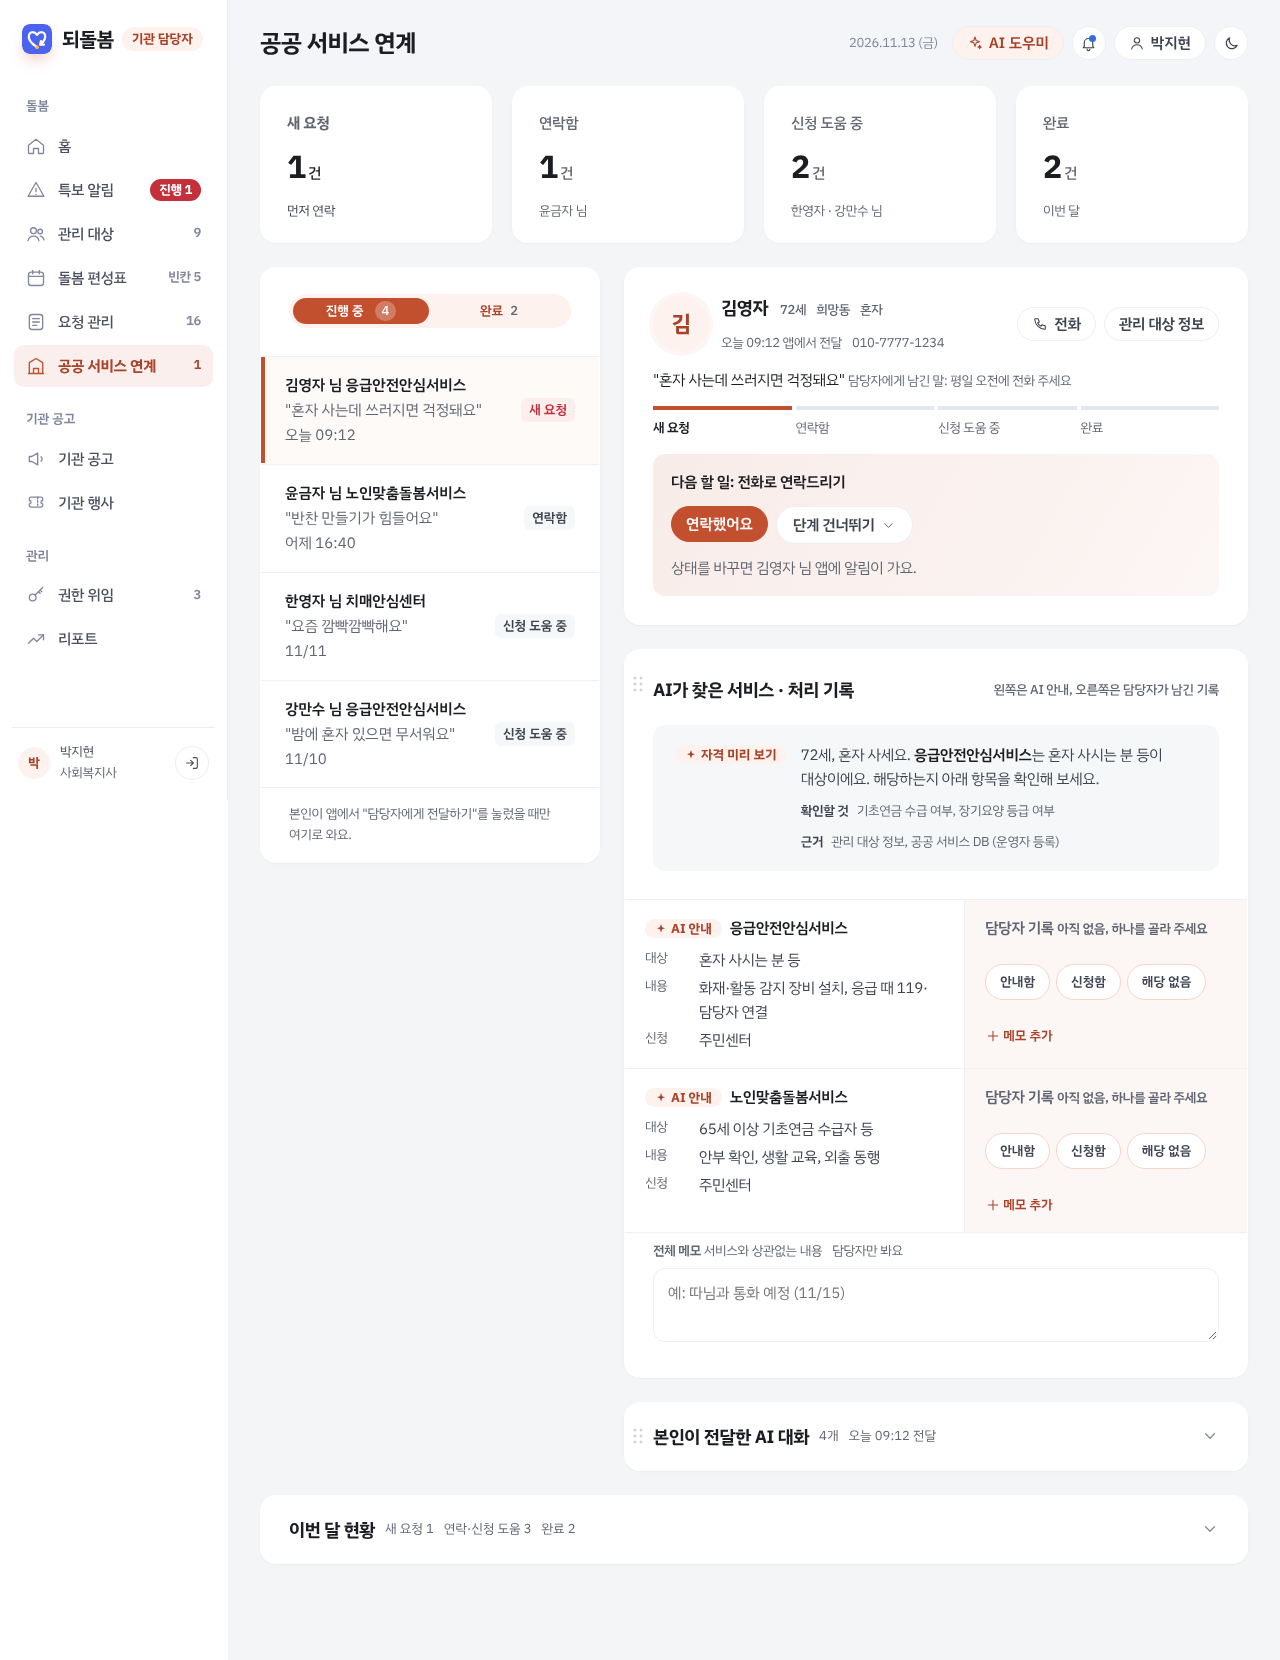 되돌봄 기관 담당자
돌봄
홈
특보 알림 진행 1
관리 대상 9
돌봄 편성표 빈칸 5
요청 관리 16
공공 서비스 연계 1
기관 공고
기관 공고
기관 행사
관리
권한 위임 3
리포트
박 박지현
사회복지사
공공 서비스 연계
2026.11.13 (금) AI 도우미 박지현
새 요청
1건
먼저 연락
연락함
1건
윤금자 님
신청 도움 중
2건
한영자 · 강만수 님
완료
2건
이번 달
진행 중 4 완료 2
김영자 님 응급안전안심서비스
"혼자 사는데 쓰러지면 걱정돼요"
오늘 09:12
새 요청
윤금자 님 노인맞춤돌봄서비스
"반찬 만들기가 힘들어요"
어제 16:40
연락함
한영자 님 치매안심센터
"요즘 깜빡깜빡해요"
11/11
신청 도움 중
강만수 님 응급안전안심서비스
"밤에 혼자 있으면 무서워요"
11/10
신청 도움 중
본인이 앱에서 "담당자에게 전달하기"를 눌렀을 때만
여기로 와요.
김 김영자 72세 희망동 혼자
오늘 09:12 앱에서 전달 010-7777-1234
전화 관리 대상 정보
"혼자 사는데 쓰러지면 걱정돼요" 담당자에게 남긴 말: 평일 오전에 전화 주세요
새 요청 연락함 신청 도움 중 완료
다음 할 일: 전화로 연락드리기
연락했어요 단계 건너뛰기
상태를 바꾸면 김영자 님 앱에 알림이 가요.
AI가 찾은 서비스 · 처리 기록 왼쪽은 AI 안내, 오른쪽은 담당자가 남긴 기록
자격 미리 보기 72세, 혼자 사세요. 응급안전안심서비스는 혼자 사시는 분 등이
대상이에요. 해당하는지 아래 항목을 확인해 보세요.
확인할 것 기초연금 수급 여부, 장기요양 등급 여부
근거 관리 대상 정보, 공공 서비스 DB (운영자 등록)
AI 안내 응급안전안심서비스
대상 혼자 사시는 분 등
내용 화재·활동 감지 장비 설치, 응급 때 119·
담당자 연결
신청 주민센터
담당자 기록 아직 없음, 하나를 골라 주세요
안내함 신청함 해당 없음
메모 추가
AI 안내 노인맞춤돌봄서비스
대상 65세 이상 기초연금 수급자 등
내용 안부 확인, 생활 교육, 외출 동행
신청 주민센터
담당자 기록 아직 없음, 하나를 골라 주세요
안내함 신청함 해당 없음
메모 추가
전체 메모 서비스와 상관없는 내용 담당자만 봐요
예: 따님과 통화 예정 (11/15)
본인이 전달한 AI 대화 4개 오늘 09:12 전달
이번 달 현황 새 요청 1 연락·신청 도움 3 완료 2